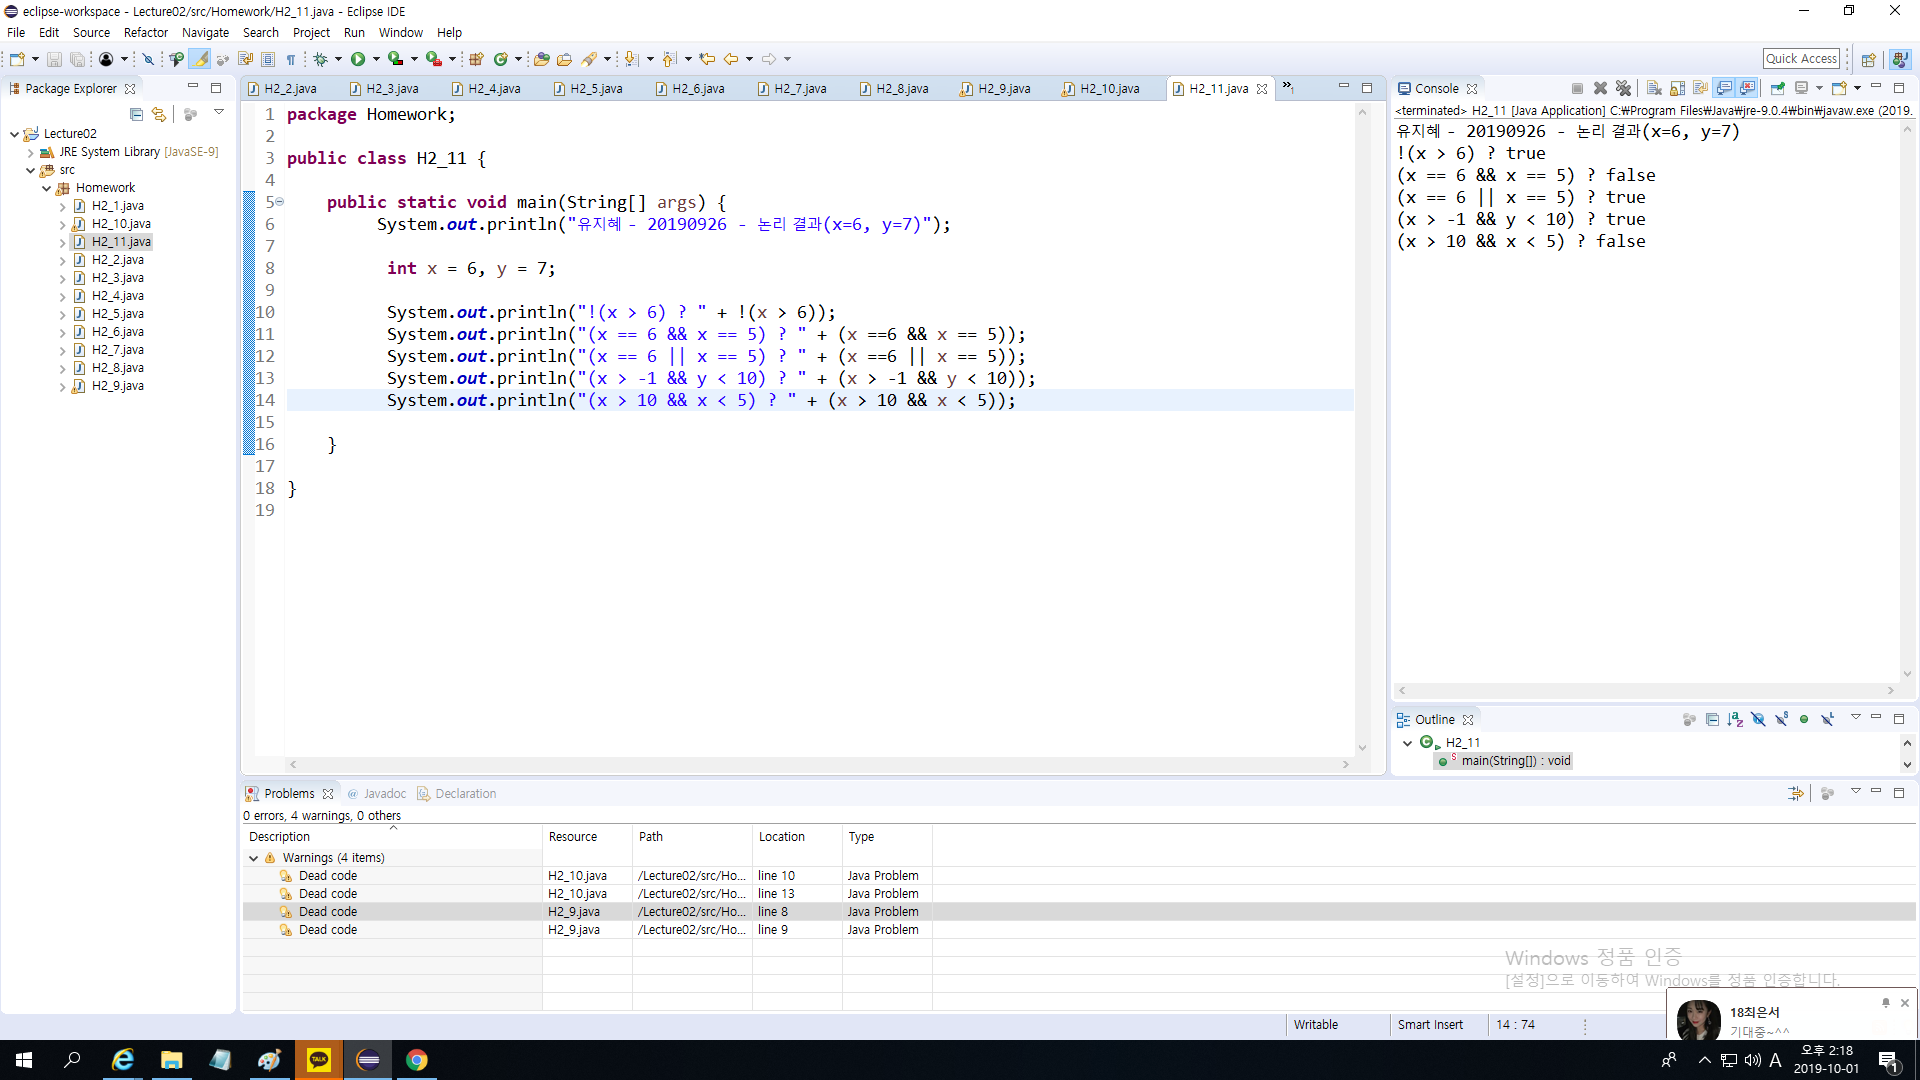 eclipse-workspace - Lecture02/src/Homework/H2_11.java - Eclipse IDE
File Edit Source Refactor Navigate Search Project Run Window Help
Quick Access
Package Explorer
Lecture02
JRE System Library [JavaSE-9]
src
Homework
H2_1.java
H2_10.java
H2_11.java
H2_2.java
H2_3.java
H2_4.java
H2_5.java
H2_6.java
H2_7.java
H2_8.java
H2_9.java
H2_2.java H2_3.java H2_4.java H2_5.java H2_6.java H2_7.java H2_8.java H2_9.java H2_10.java H2_11.java »1
1 package Homework;
2
3 public class H2_11 {
4
5 public static void main(String[] args) {
6 System.out.println("유지혜 - 20190926 - 논리 결과(x=6, y=7)");
7
8 int x = 6, y = 7;
9
10 System.out.println("!(x > 6) ? " + !(x > 6));
11 System.out.println("(x == 6 && x == 5) ? " + (x ==6 && x == 5));
12 System.out.println("(x == 6 || x == 5) ? " + (x ==6 || x == 5));
13 System.out.println("(x > -1 && y < 10) ? " + (x > -1 && y < 10));
14 System.out.println("(x > 10 && x < 5) ? " + (x > 10 && x < 5));
15
16 }
17
18 }
19
Console
<terminated> H2_11 [Java Application] C:₩Program Files₩Java₩jre-9.0.4₩bin₩javaw.exe (2019.
유지혜 - 20190926 - 논리 결과(x=6, y=7)
!(x > 6) ? true
(x == 6 && x == 5) ? false
(x == 6 || x == 5) ? true
(x > -1 && y < 10) ? true
(x > 10 && x < 5) ? false
Outline
H2_11
main(String[]) : void
Problems @ Javadoc Declaration
0 errors, 4 warnings, 0 others
Description Resource Path Location Type
Warnings (4 items)
Dead code H2_10.java /Lecture02/src/Ho... line 10 Java Problem
Dead code H2_10.java /Lecture02/src/Ho... line 13 Java Problem
Dead code H2_9.java /Lecture02/src/Ho... line 8 Java Problem
Dead code H2_9.java /Lecture02/src/Ho... line 9 Java Problem
Windows 정품 인증
[설정]으로 이동하여 Windows를 정품 인증합니다.
18최은서
기대중~^^
Writable Smart Insert 14 : 74
TALK
A
오후 2:18
2019-10-01
1